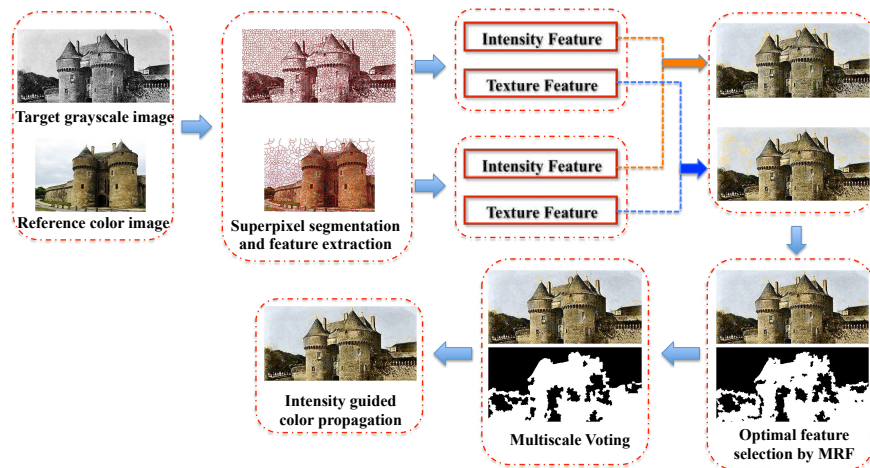 Target grayscale image
Reference color image
Superpixel segmentation
and feature extraction
Intensity Feature
Texture Feature
Intensity Feature
Texture Feature
Optimal feature
selection by MRF
Multiscale Voting
Intensity guided
color propagation